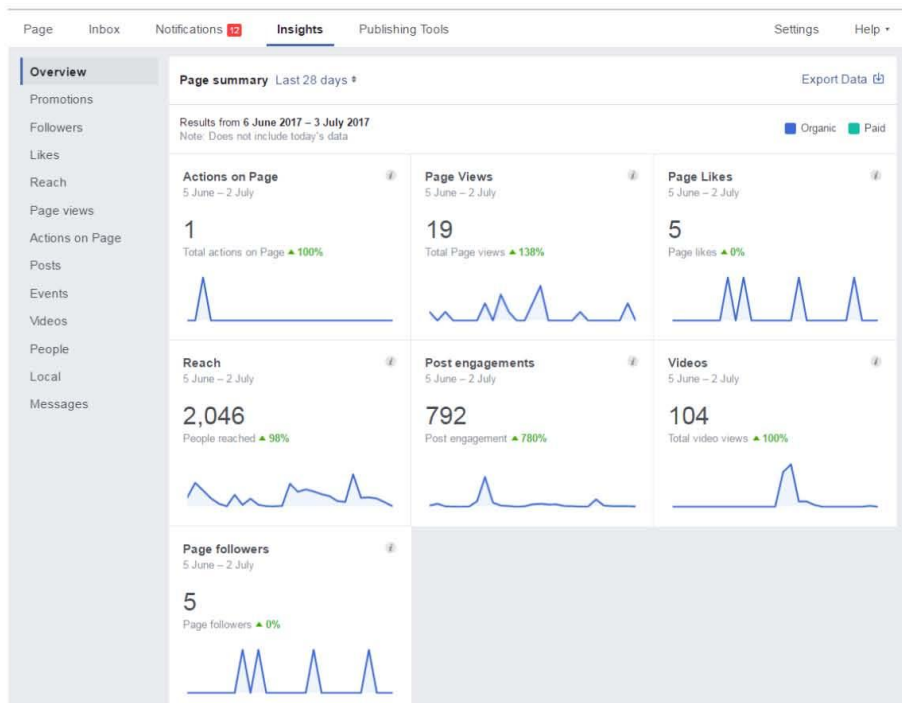 Page Inbox Notifications 12 Insights Publishing Tools Settings Help
Overview
Promotions
Followers
Likes
Reach
Page views
Actions on Page
Posts
Events
Videos
People
Local
Messages
Page summary Last 28 days
Export Data
Results from 6 June 2017 – 3 July 2017
Note: Does not include today's data
Organic Paid
Actions on Page i
5 June – 2 July
1
Total actions on Page ▲ 100%
Page Views i
5 June – 2 July
19
Total Page views ▲ 138%
Page Likes i
5 June – 2 July
5
Page likes ▲ 0%
Reach i
5 June – 2 July
2,046
People reached ▲ 98%
Post engagements i
5 June – 2 July
792
Post engagement ▲ 780%
Videos i
5 June – 2 July
104
Total video views ▲ 100%
Page followers i
5 June – 2 July
5
Page followers ▲ 0%